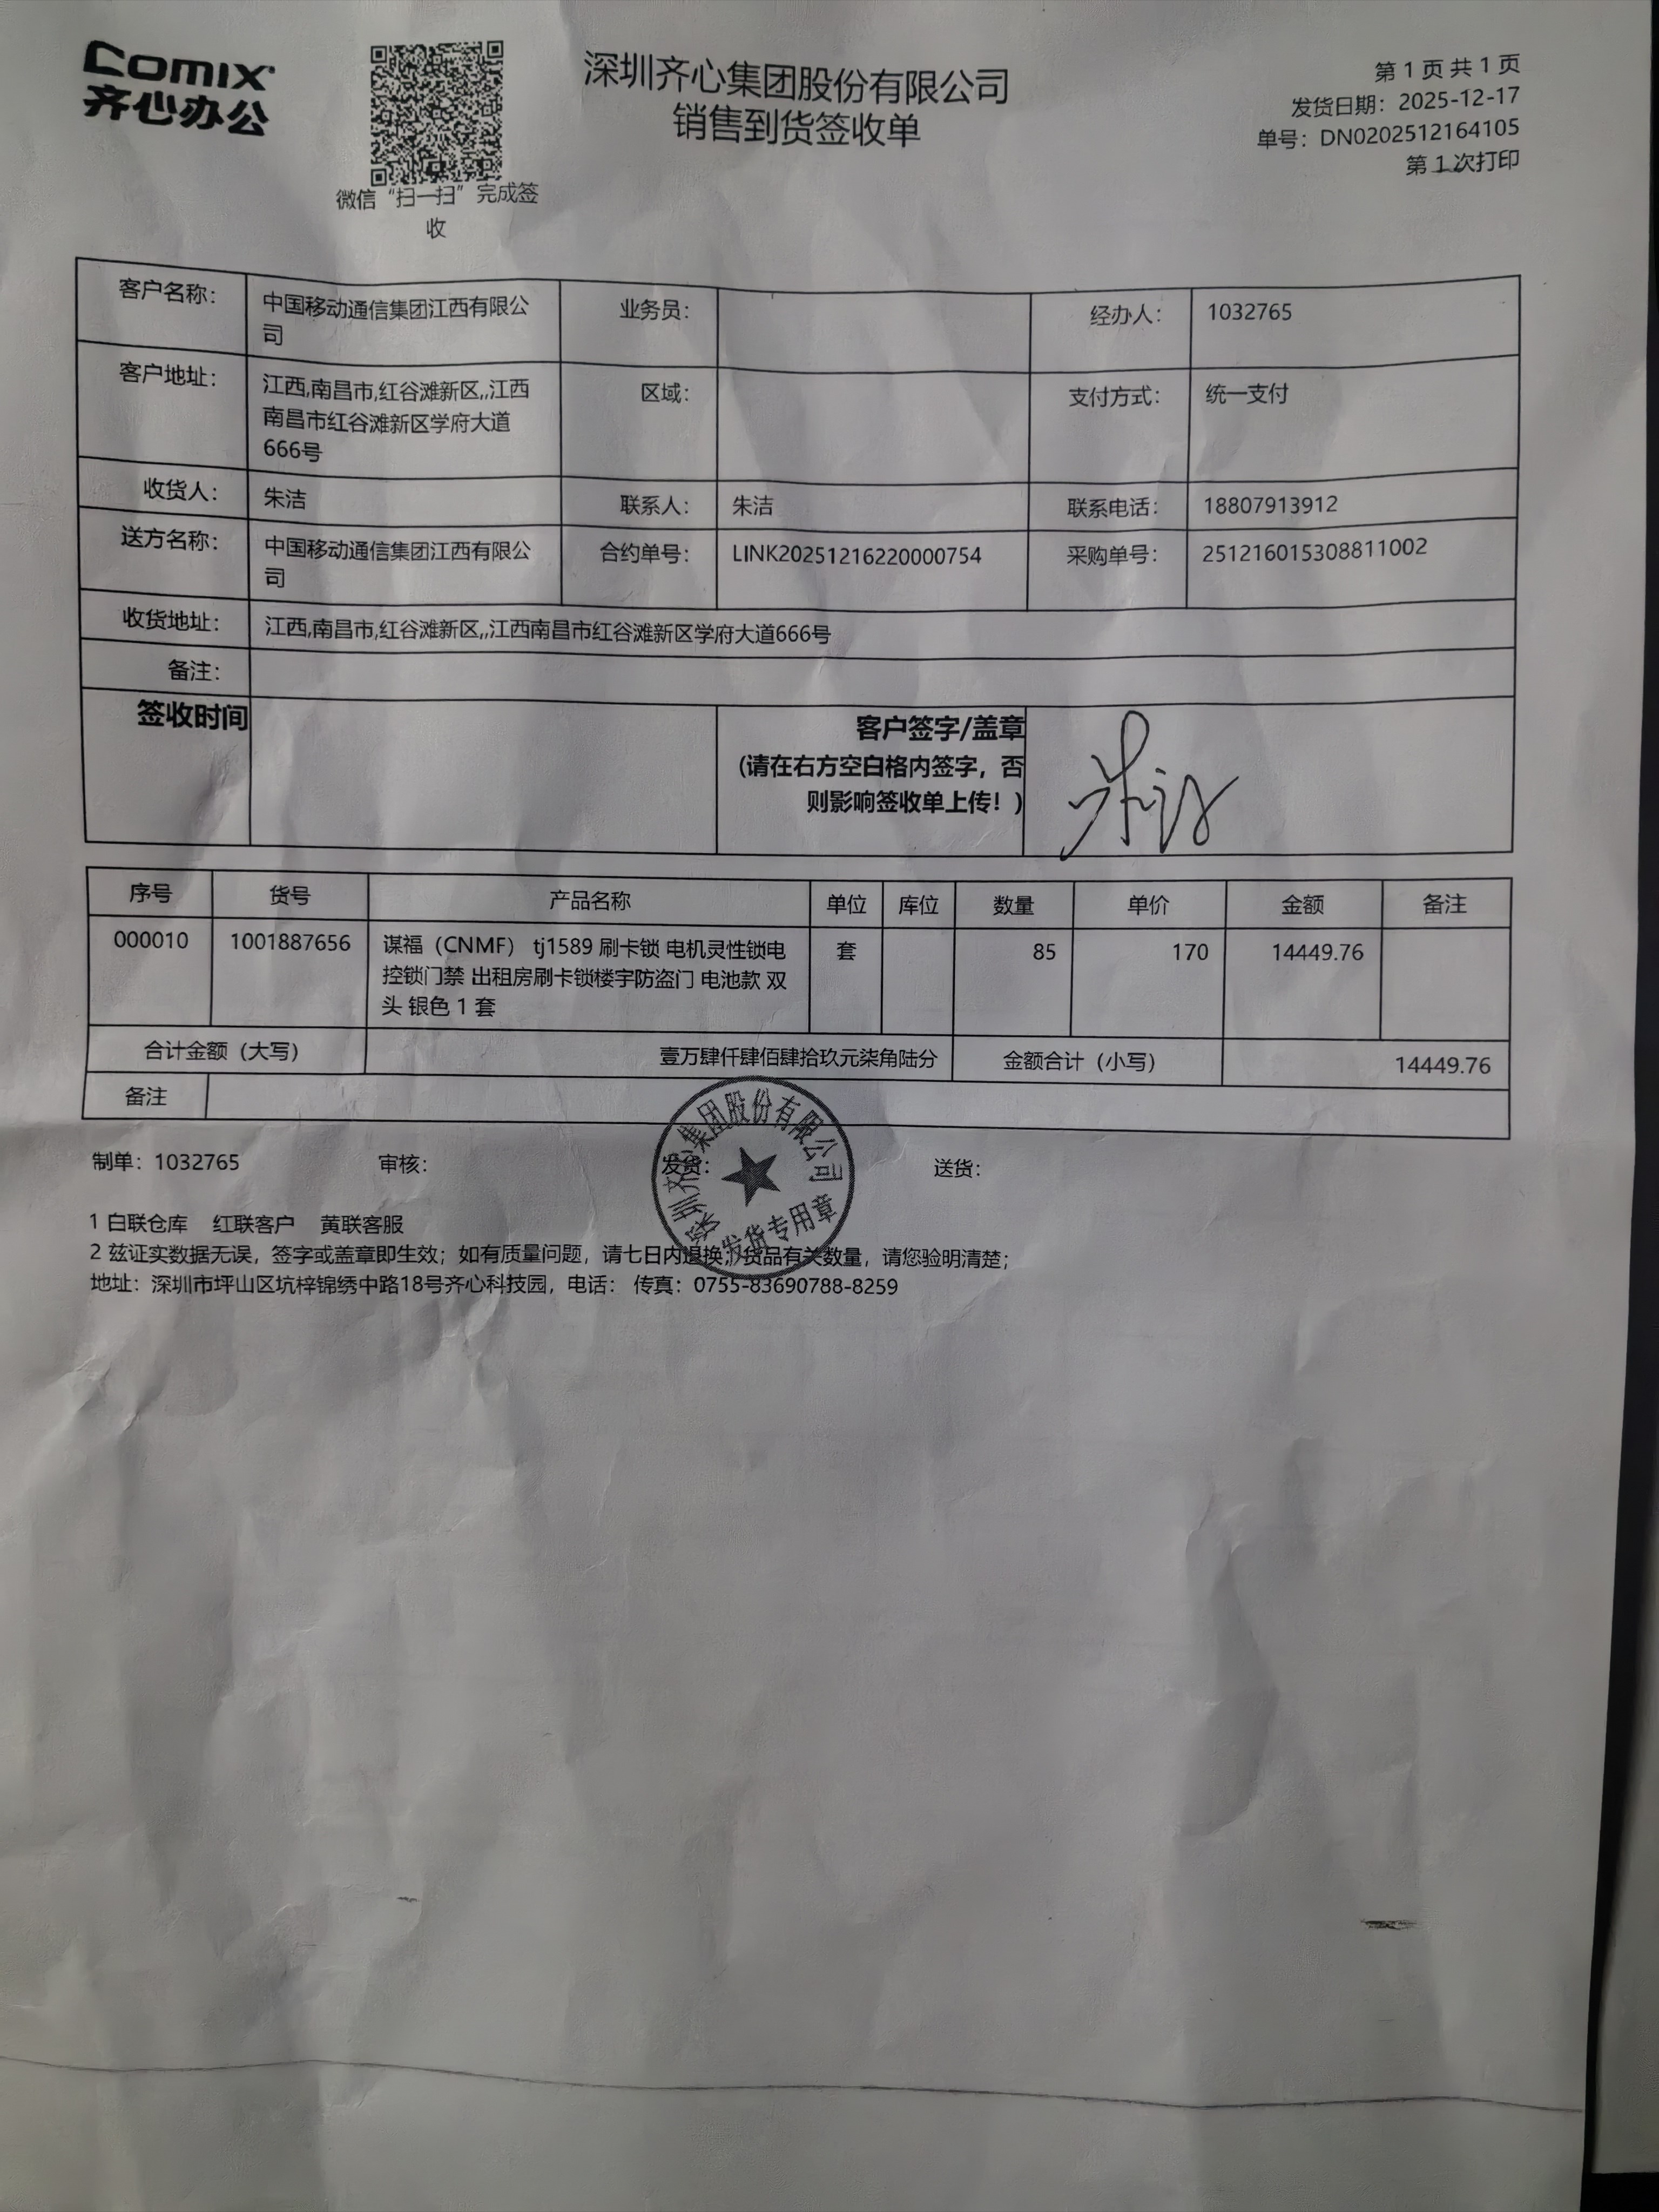 Comix
齐心办公
微信“扫一扫”完成签
收
深圳齐心集团股份有限公司
销售到货签收单
第 1 页 共 1 页
发货日期：2025-12-17
单号：DN0202512164105
第 1 次打印
客户名称： 中国移动通信集团江西有限公 业务员： 经办人： 1032765
司
客户地址： 江西,南昌市,红谷滩新区,,江西 区域： 支付方式： 统一支付
南昌市红谷滩新区学府大道
666号
收货人： 朱洁 联系人： 朱洁 联系电话： 18807913912
送方名称： 中国移动通信集团江西有限公 合约单号： LINK20251216220000754 采购单号： 251216015308811002
司
收货地址： 江西,南昌市,红谷滩新区,,江西南昌市红谷滩新区学府大道666号
备注：
签收时间 客户签字/盖章
(请在右方空白格内签字，否
则影响签收单上传！)
朱洁
序号 货号 产品名称 单位 库位 数量 单价 金额 备注
000010 1001887656 谋福（CNMF） tj1589 刷卡锁 电机灵性锁电 套 85 170 14449.76
控锁门禁 出租房刷卡锁楼宇防盗门 电池款 双
头 银色 1 套
合计金额（大写） 壹万肆仟肆佰肆拾玖元柒角陆分 金额合计（小写） 14449.76
备注
制单：1032765 审核： 发货： 送货：
深圳齐心集团股份有限公司
发货专用章
1 白联仓库 红联客户 黄联客服
2 兹证实数据无误，签字或盖章即生效；如有质量问题，请七日内退换，货品有关数量，请您验明清楚；
地址：深圳市坪山区坑梓锦绣中路18号齐心科技园，电话： 传真：0755-83690788-8259